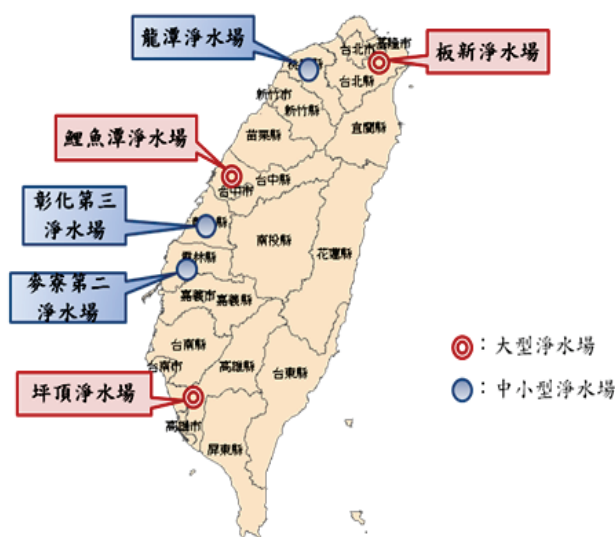 龍潭淨水場
板新淨水場
台北市
基隆市
台北縣
新竹市
新竹縣
宜蘭縣
鯉魚潭淨水場
苗栗縣
台中縣
台中市
彰化第三
淨水場
南投縣
花蓮縣
麥寮第二
淨水場
雲林縣
嘉義市
嘉義縣
台南縣
台南市
高雄縣
台東縣
坪頂淨水場
高雄市
屏東縣
：大型淨水場
：中小型淨水場